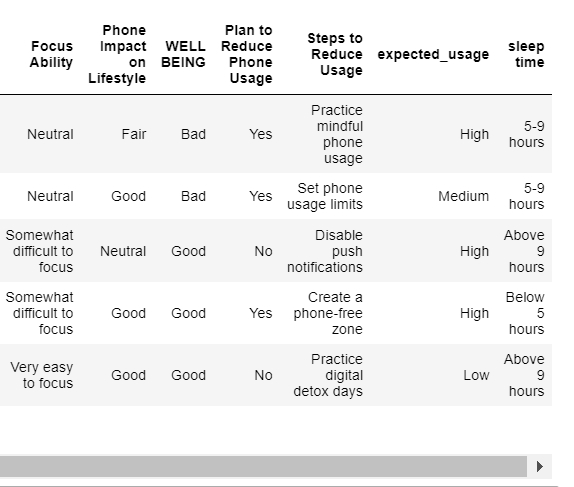 Focus Ability Phone Impact on Lifestyle WELL BEING Plan to Reduce Phone Usage Steps to Reduce Usage expected_usage sleep time
Neutral Fair Bad Yes Practice mindful phone usage High 5-9 hours
Neutral Good Bad Yes Set phone usage limits Medium 5-9 hours
Somewhat difficult to focus Neutral Good No Disable push notifications High Above 9 hours
Somewhat difficult to focus Good Good Yes Create a phone-free zone High Below 5 hours
Very easy to focus Good Good No Practice digital detox days Low Above 9 hours